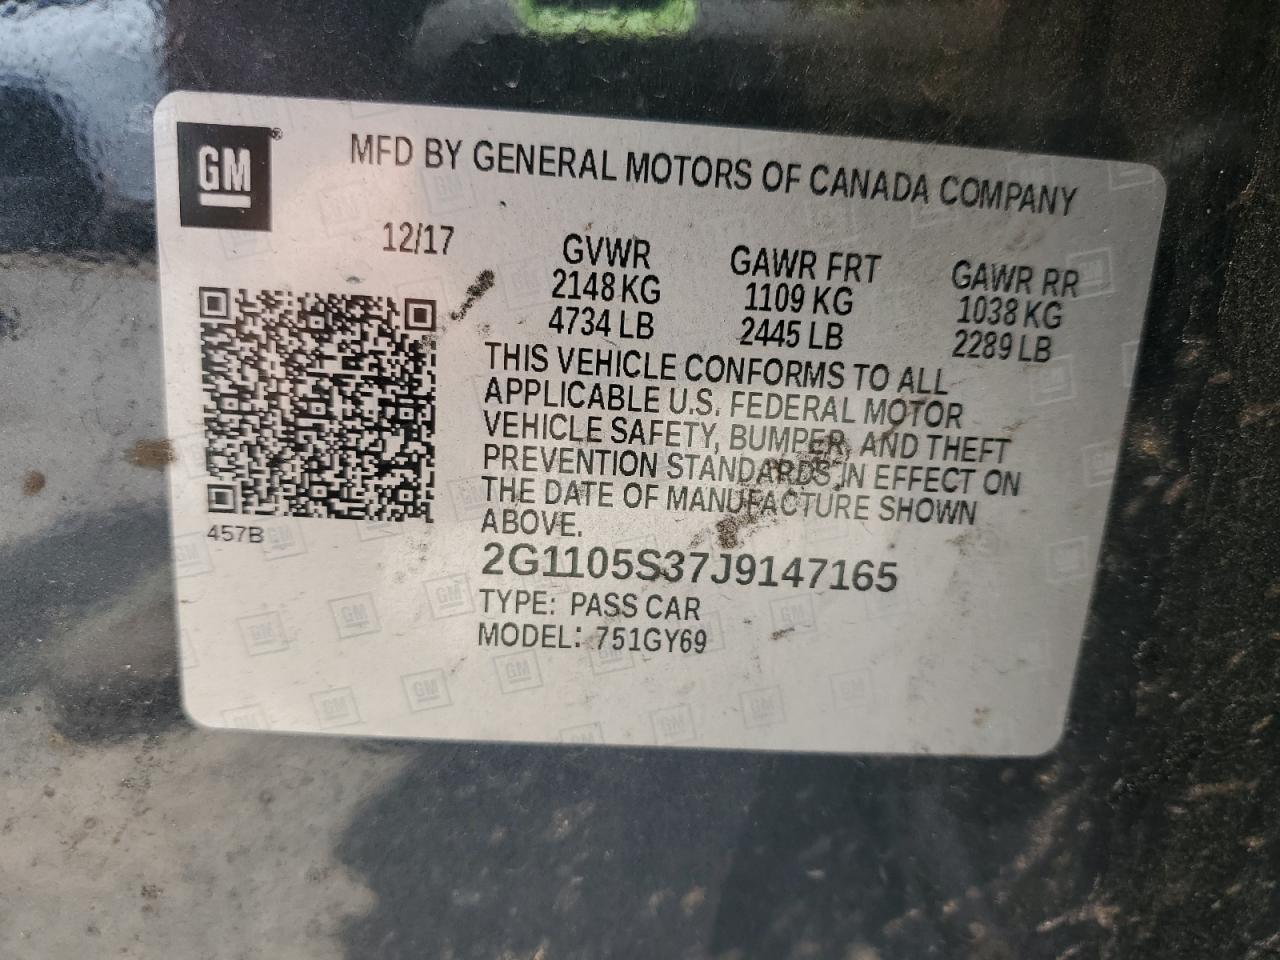 GM®
MFD BY GENERAL MOTORS OF CANADA COMPANY
12/17
GVWR GAWR FRT GAWR RR
2148 KG 1109 KG 1038 KG
4734 LB 2445 LB 2289 LB
THIS VEHICLE CONFORMS TO ALL
APPLICABLE U.S. FEDERAL MOTOR
VEHICLE SAFETY, BUMPER, AND THEFT
PREVENTION STANDARDS IN EFFECT ON
THE DATE OF MANUFACTURE SHOWN
ABOVE.
457B
2G1105S37J9147165
TYPE: PASS CAR
MODEL: 751GY69